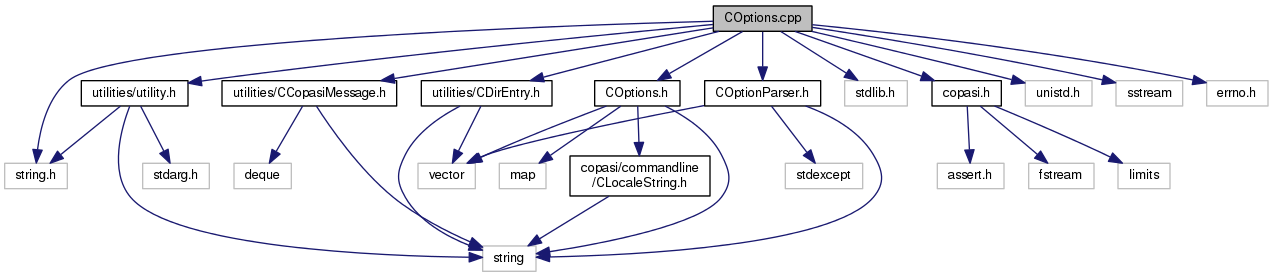 COptions.cpp
utilities/utility.h
utilities/CCopasiMessage.h
utilities/CDirEntry.h
COptions.h
COptionParser.h
stdlib.h
copasi.h
unistd.h
sstream
errno.h
string.h
stdarg.h
deque
vector
map
copasi/commandline
/CLocaleString.h
stdexcept
assert.h
fstream
limits
string